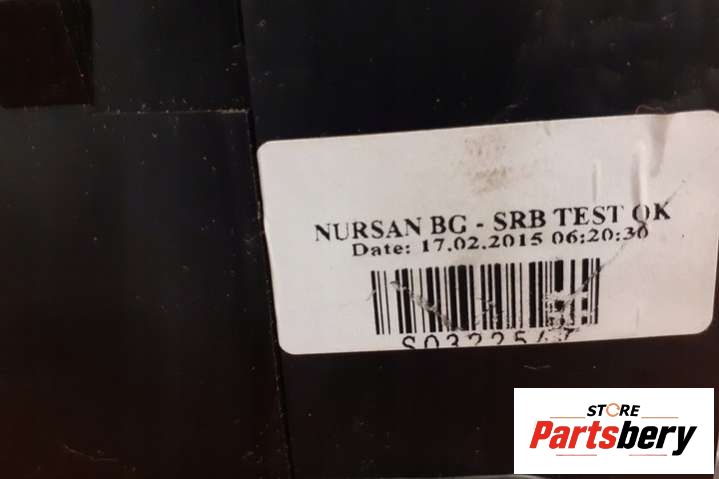 NURSAN BG - SRB TEST OK
Date: 17.02.2015 06:20:30
STORE
Partsbery